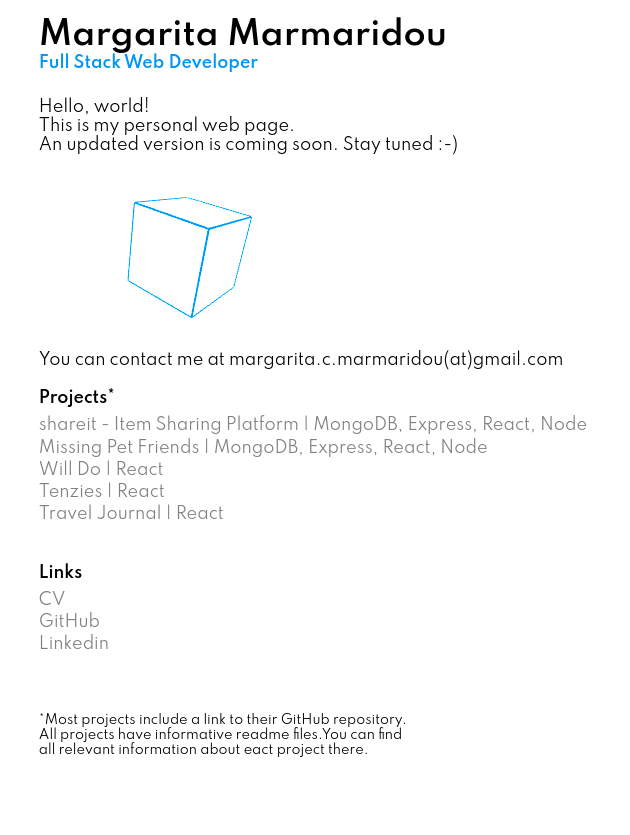 Margarita Marmaridou
Full Stack Web Developer
Hello, world!
This is my personal web page.
An updated version is coming soon. Stay tuned :-)
You can contact me at margarita.c.marmaridou(at)gmail.com
Projects*
shareit - Item Sharing Platform | MongoDB, Express, React, Node
Missing Pet Friends | MongoDB, Express, React, Node
Will Do | React
Tenzies | React
Travel Journal | React
Links
CV
GitHub
Linkedin
*Most projects include a link to their GitHub repository.
All projects have informative readme files.You can find
all relevant information about eact project there.